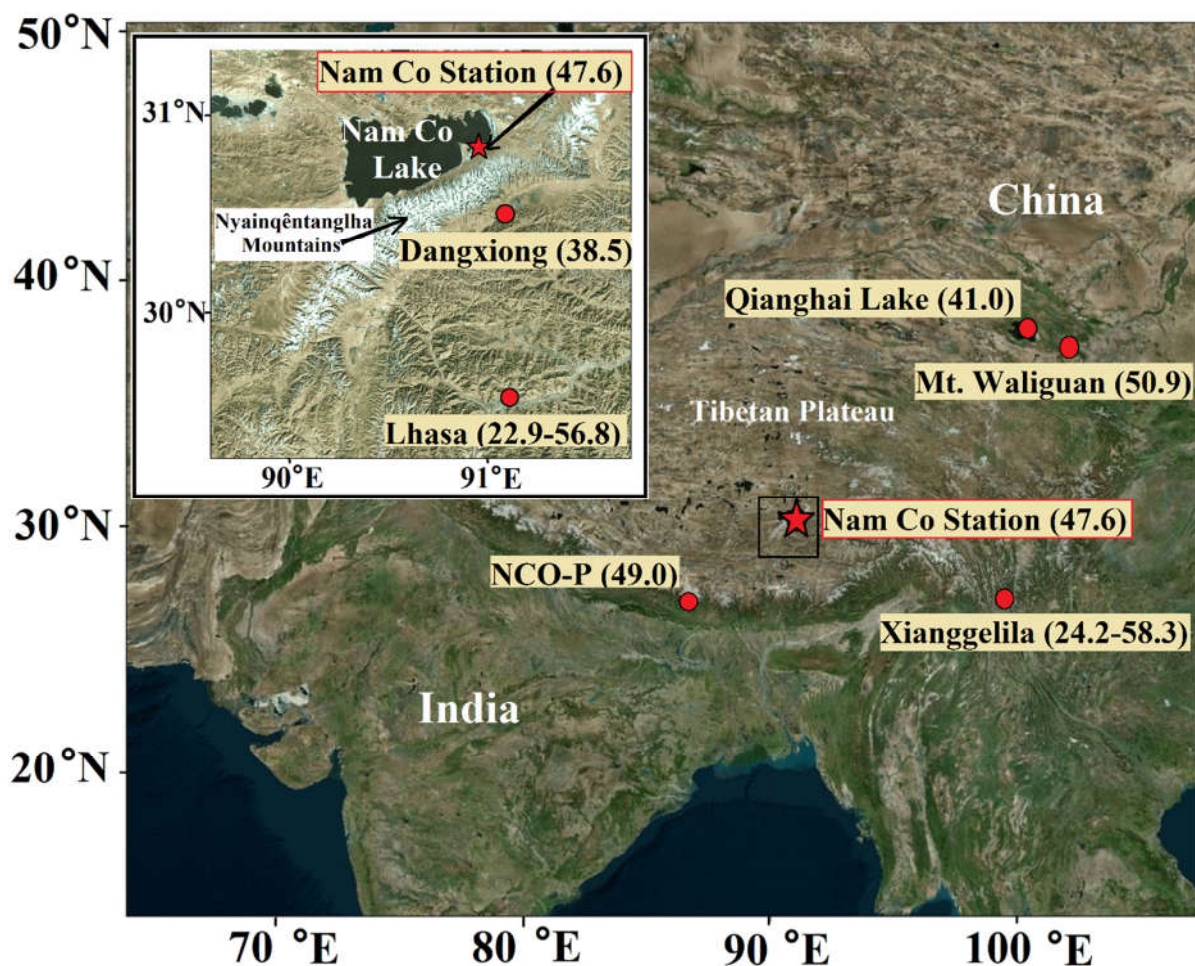 50°N
40°N
30°N
20°N
70 °E
80 °E
90 °E
100 °E
31°N
30°N
90°E
91°E
Nam Co Station (47.6)
Nam Co
Lake
Nyainqêntanglha
Mountains
Dangxiong (38.5)
Lhasa (22.9-56.8)
China
Qianghai Lake (41.0)
Mt. Waliguan (50.9)
Tibetan Plateau
Nam Co Station (47.6)
NCO-P (49.0)
Xianggelila (24.2-58.3)
India